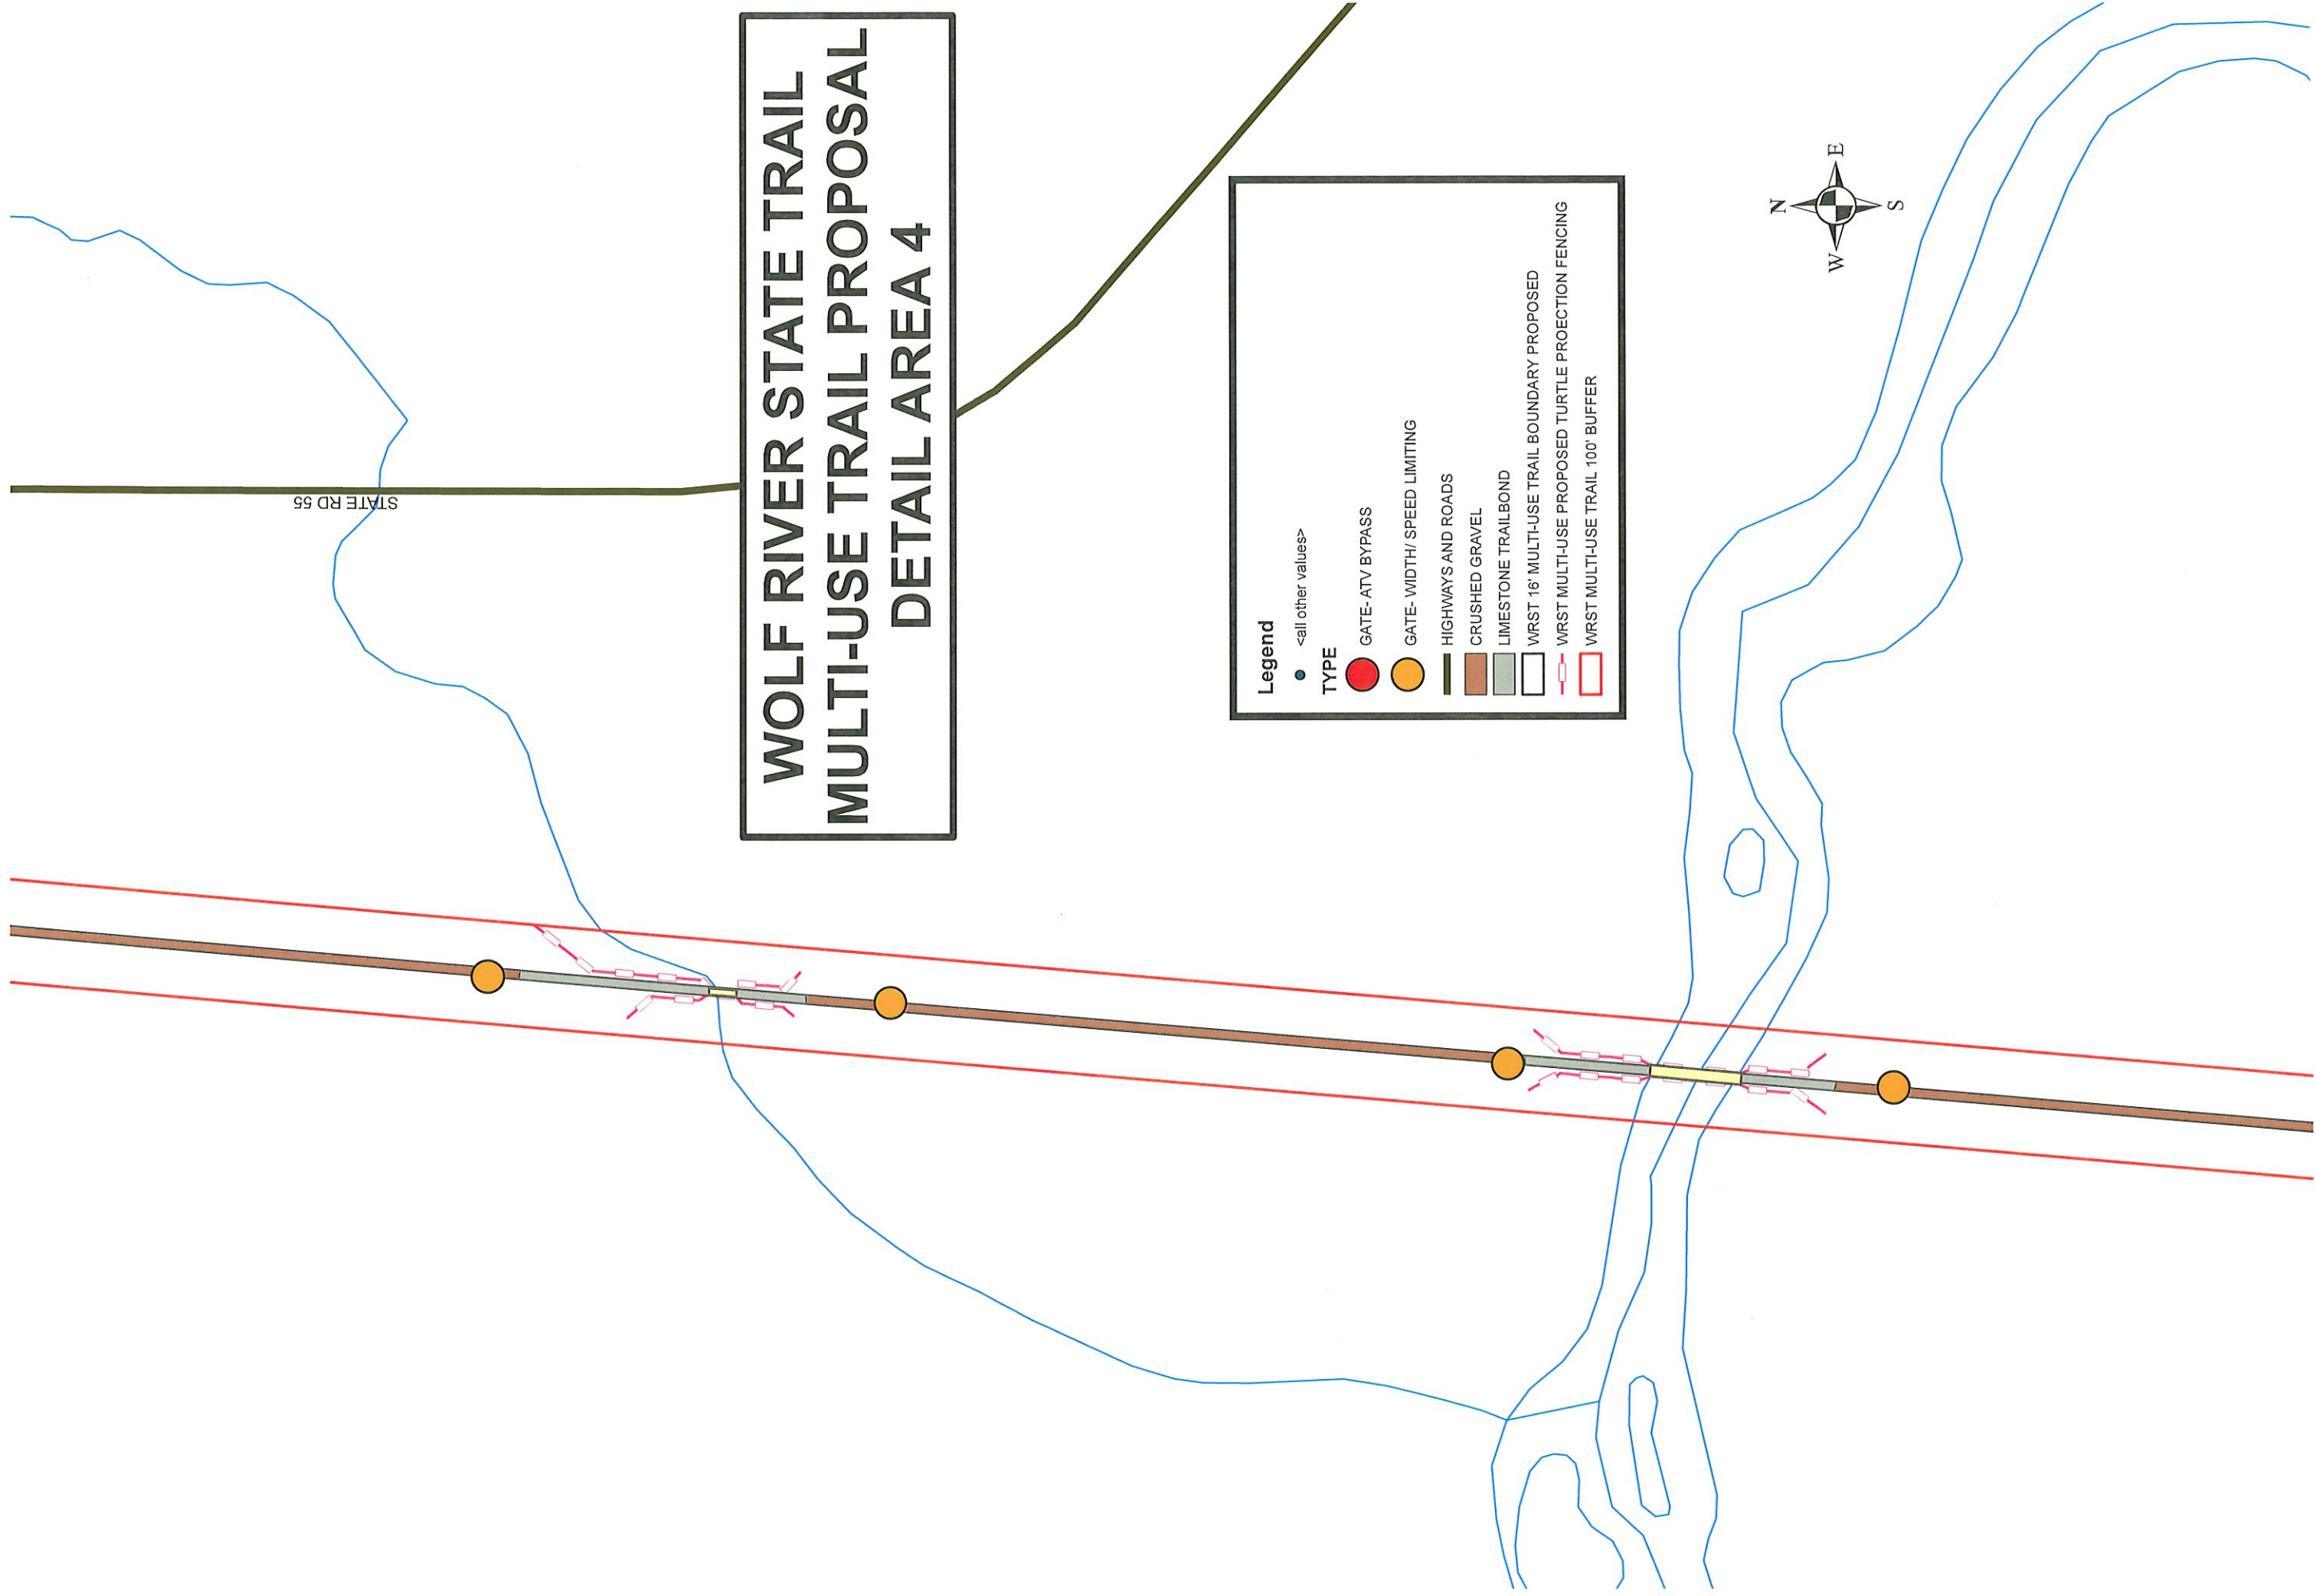 WOLF RIVER STATE TRAIL
MULTI-USE TRAIL PROPOSAL
DETAIL AREA 4
STATE RD 55
Legend
<all other values>
TYPE
GATE- ATV BYPASS
GATE- WIDTH/ SPEED LIMITING
HIGHWAYS AND ROADS
CRUSHED GRAVEL
LIMESTONE TRAILBOND
WRST 16' MULTI-USE TRAIL BOUNDARY PROPOSED
WRST MULTI-USE PROPOSED TURTLE PROECTION FENCING
WRST MULTI-USE TRAIL 100' BUFFER
N
W
E
S